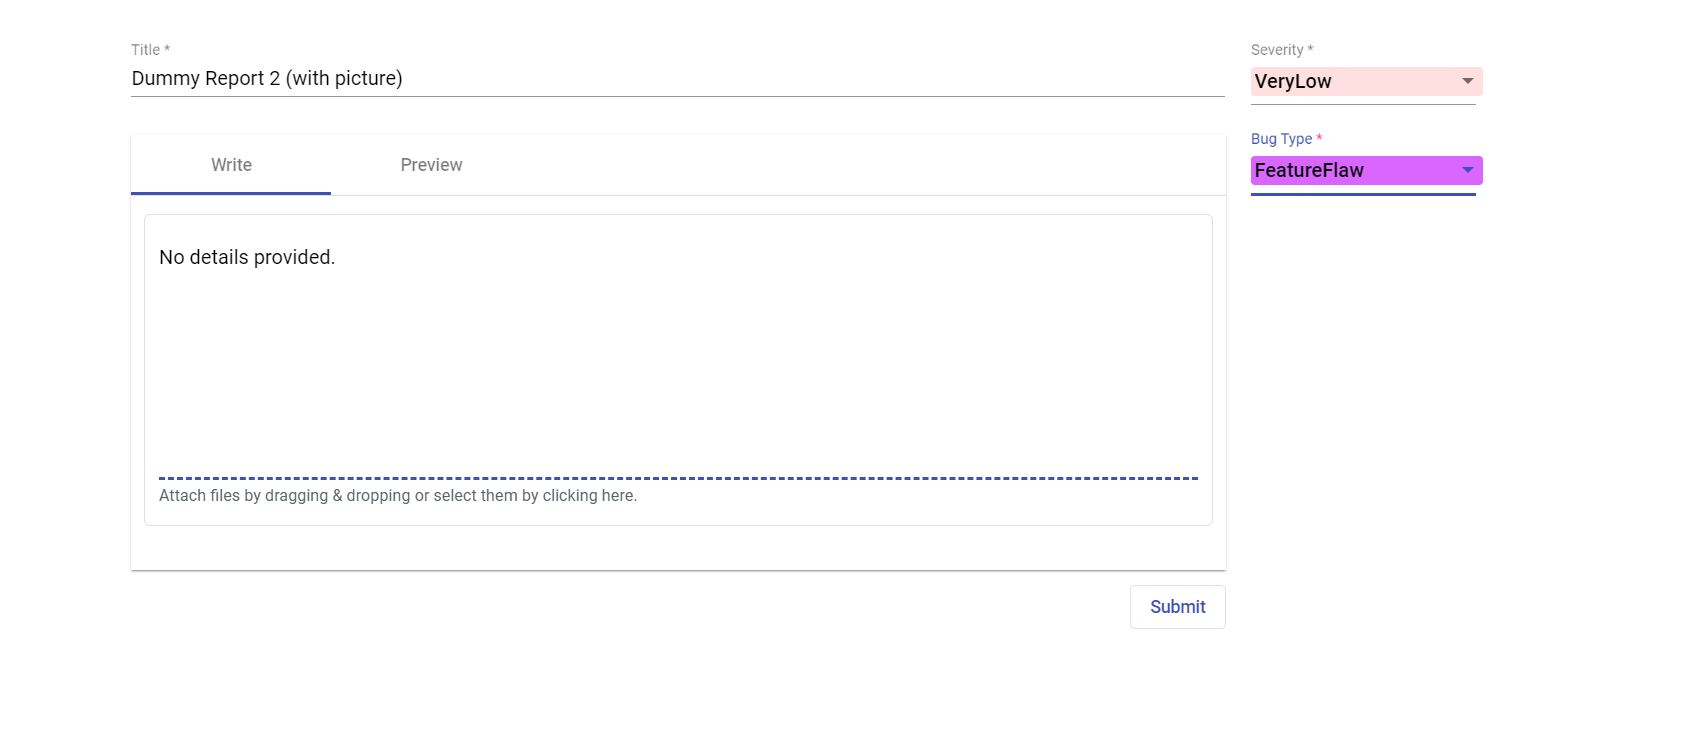 Title *
Dummy Report 2 (with picture)
Severity *
VeryLow
Bug Type *
FeatureFlaw
Write
Preview
No details provided.
Attach files by dragging & dropping or select them by clicking here.
Submit